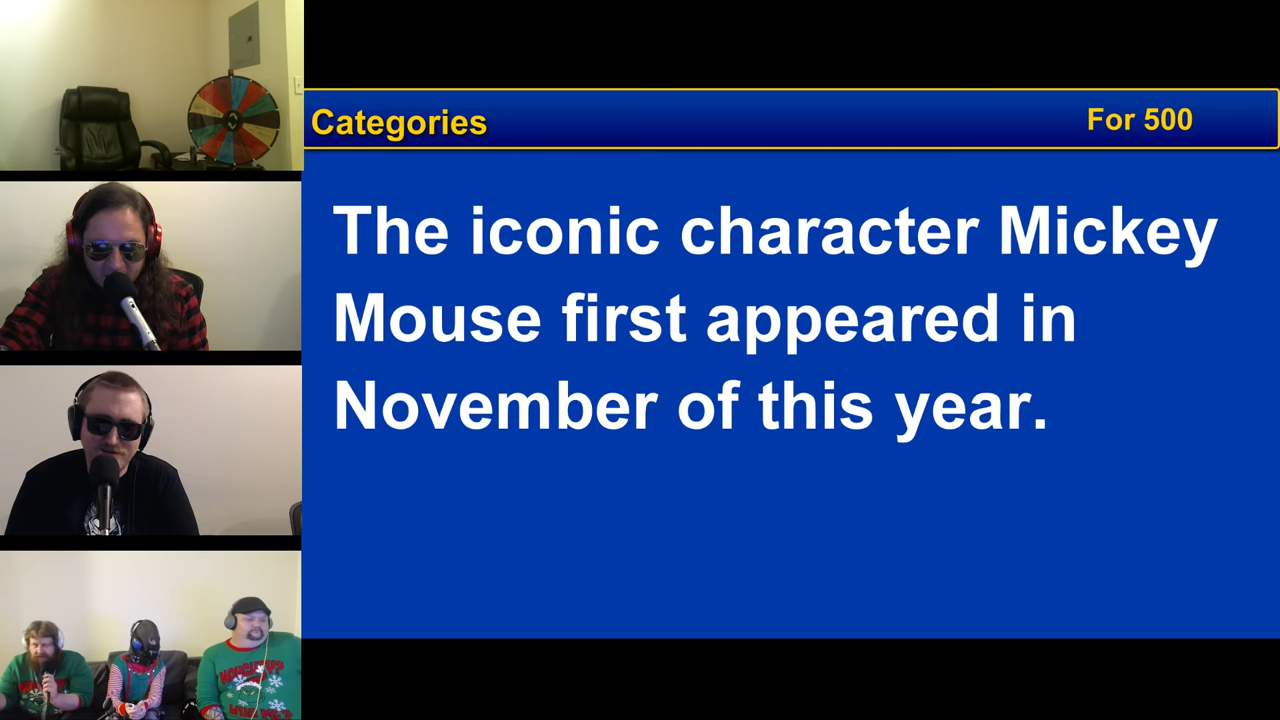 Categories
For 500
The iconic character Mickey
Mouse first appeared in
November of this year.